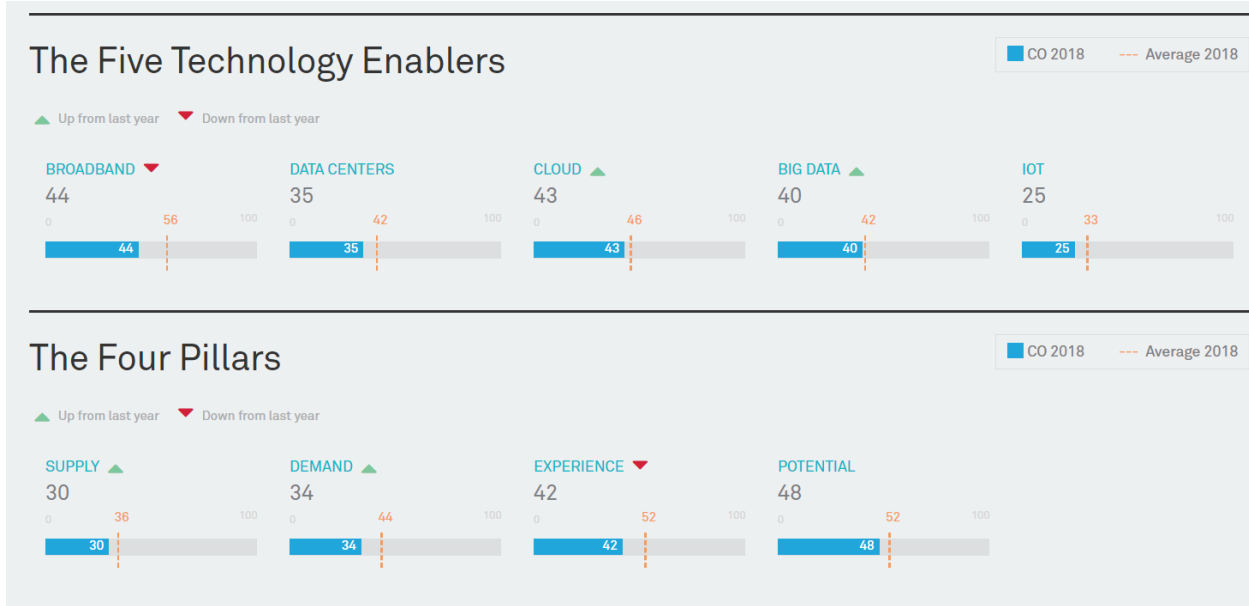 The Five Technology Enablers
CO 2018 --- Average 2018
Up from last year Down from last year
BROADBAND DATA CENTERS CLOUD BIG DATA IOT
44 35 43 40 25
0 56 100 0 42 100 0 46 100 0 42 100 0 33 100
44 35 43 40 25
The Four Pillars
CO 2018 --- Average 2018
Up from last year Down from last year
SUPPLY DEMAND EXPERIENCE POTENTIAL
30 34 42 48
0 36 100 0 44 100 0 52 100 0 52 100
30 34 42 48